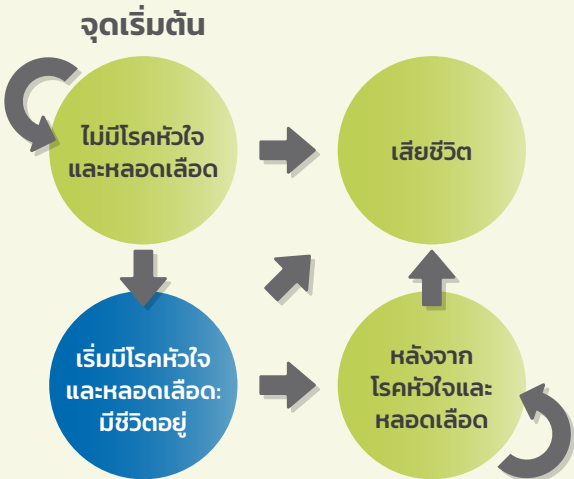 จุดเริ่มต้น
ไม่มีโรคหัวใจ
และหลอดเลือด
เสียชีวิต
เริ่มมีโรคหัวใจ
และหลอดเลือด:
มีชีวิตอยู่
หลังจาก
โรคหัวใจและ
หลอดเลือด